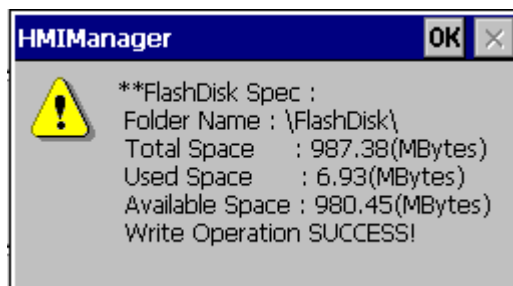 HMIManager OK
**FlashDisk Spec :
Folder Name : \FlashDisk\
Total Space : 987.38(MBytes)
Used Space : 6.93(MBytes)
Available Space : 980.45(MBytes)
Write Operation SUCCESS!